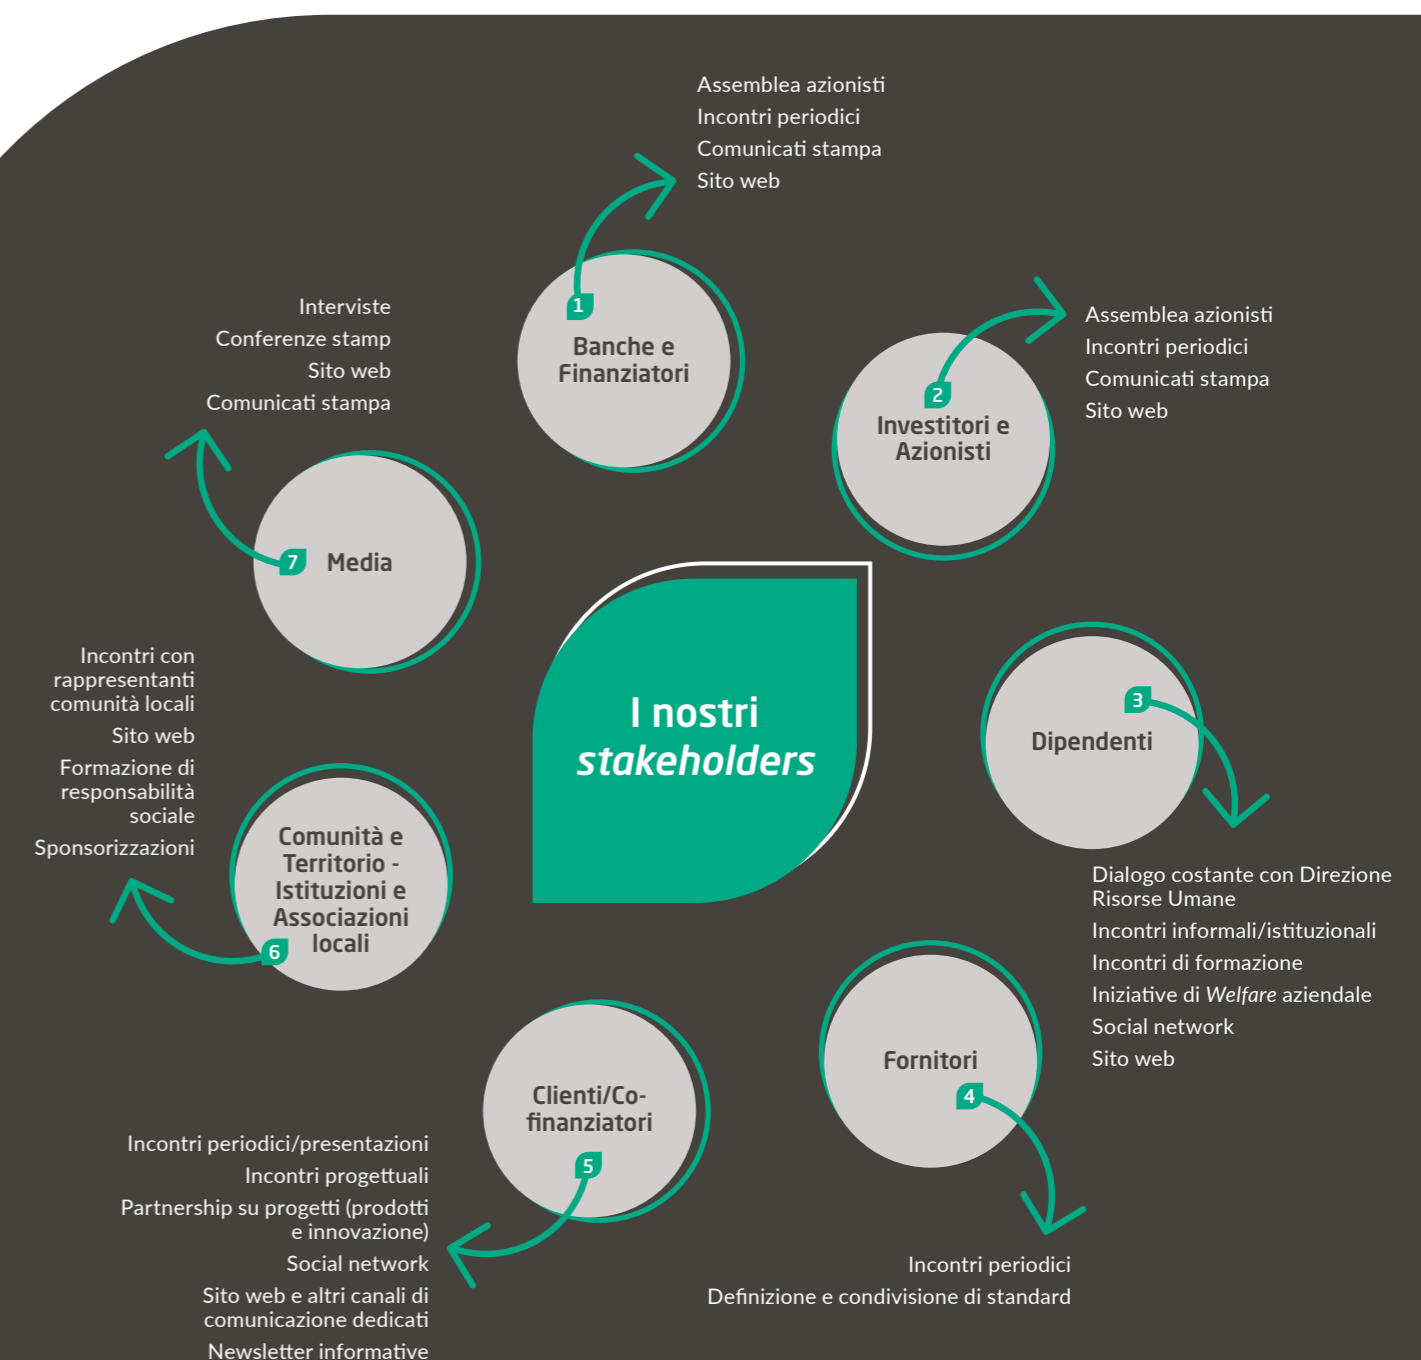 I nostri
stakeholders
1
Banche e
Finanziatori
Assemblea azionisti
Incontri periodici
Comunicati stampa
Sito web
2
Investitori e
Azionisti
Assemblea azionisti
Incontri periodici
Comunicati stampa
Sito web
3
Dipendenti
Dialogo costante con Direzione
Risorse Umane
Incontri informali/istituzionali
Incontri di formazione
Iniziative di Welfare aziendale
Social network
Sito web
Fornitori
4
Incontri periodici
Definizione e condivisione di standard
Clienti/Co-
finanziatori
5
Incontri periodici/presentazioni
Incontri progettuali
Partnership su progetti (prodotti
e innovazione)
Social network
Sito web e altri canali di
comunicazione dedicati
Newsletter informative
Comunità e
Territorio -
Istituzioni e
Associazioni
locali
6
Incontri con
rappresentanti
comunità locali
Sito web
Formazione di
responsabilità
sociale
Sponsorizzazioni
7
Media
Interviste
Conferenze stamp
Sito web
Comunicati stampa